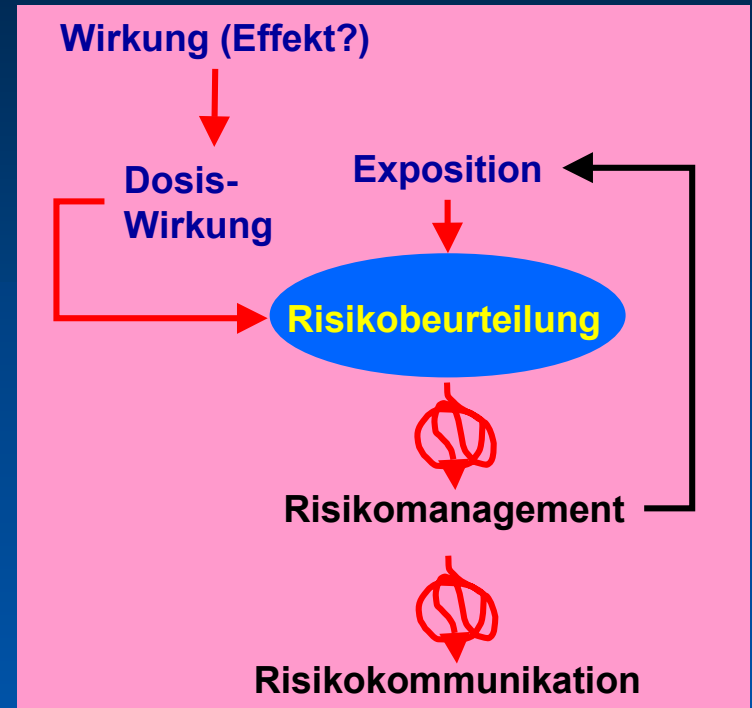 Wirkung (Effekt?)
Dosis-
Wirkung
Exposition
Risikobeurteilung
Risikomanagement
Risikokommunikation